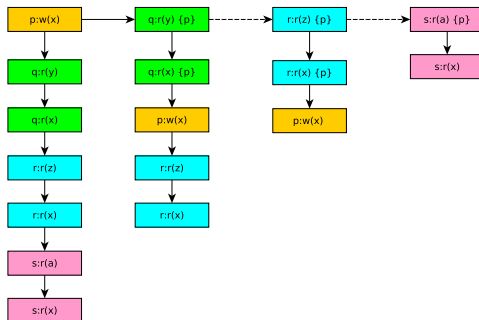 p:w(x)
q:r(y) {p}
r:r(z) {p}
s:r(a) {p}
q:r(y)
q:r(x) {p}
r:r(x) {p}
s:r(x)
q:r(x)
p:w(x)
p:w(x)
r:r(z)
r:r(z)
r:r(x)
r:r(x)
s:r(a)
s:r(x)